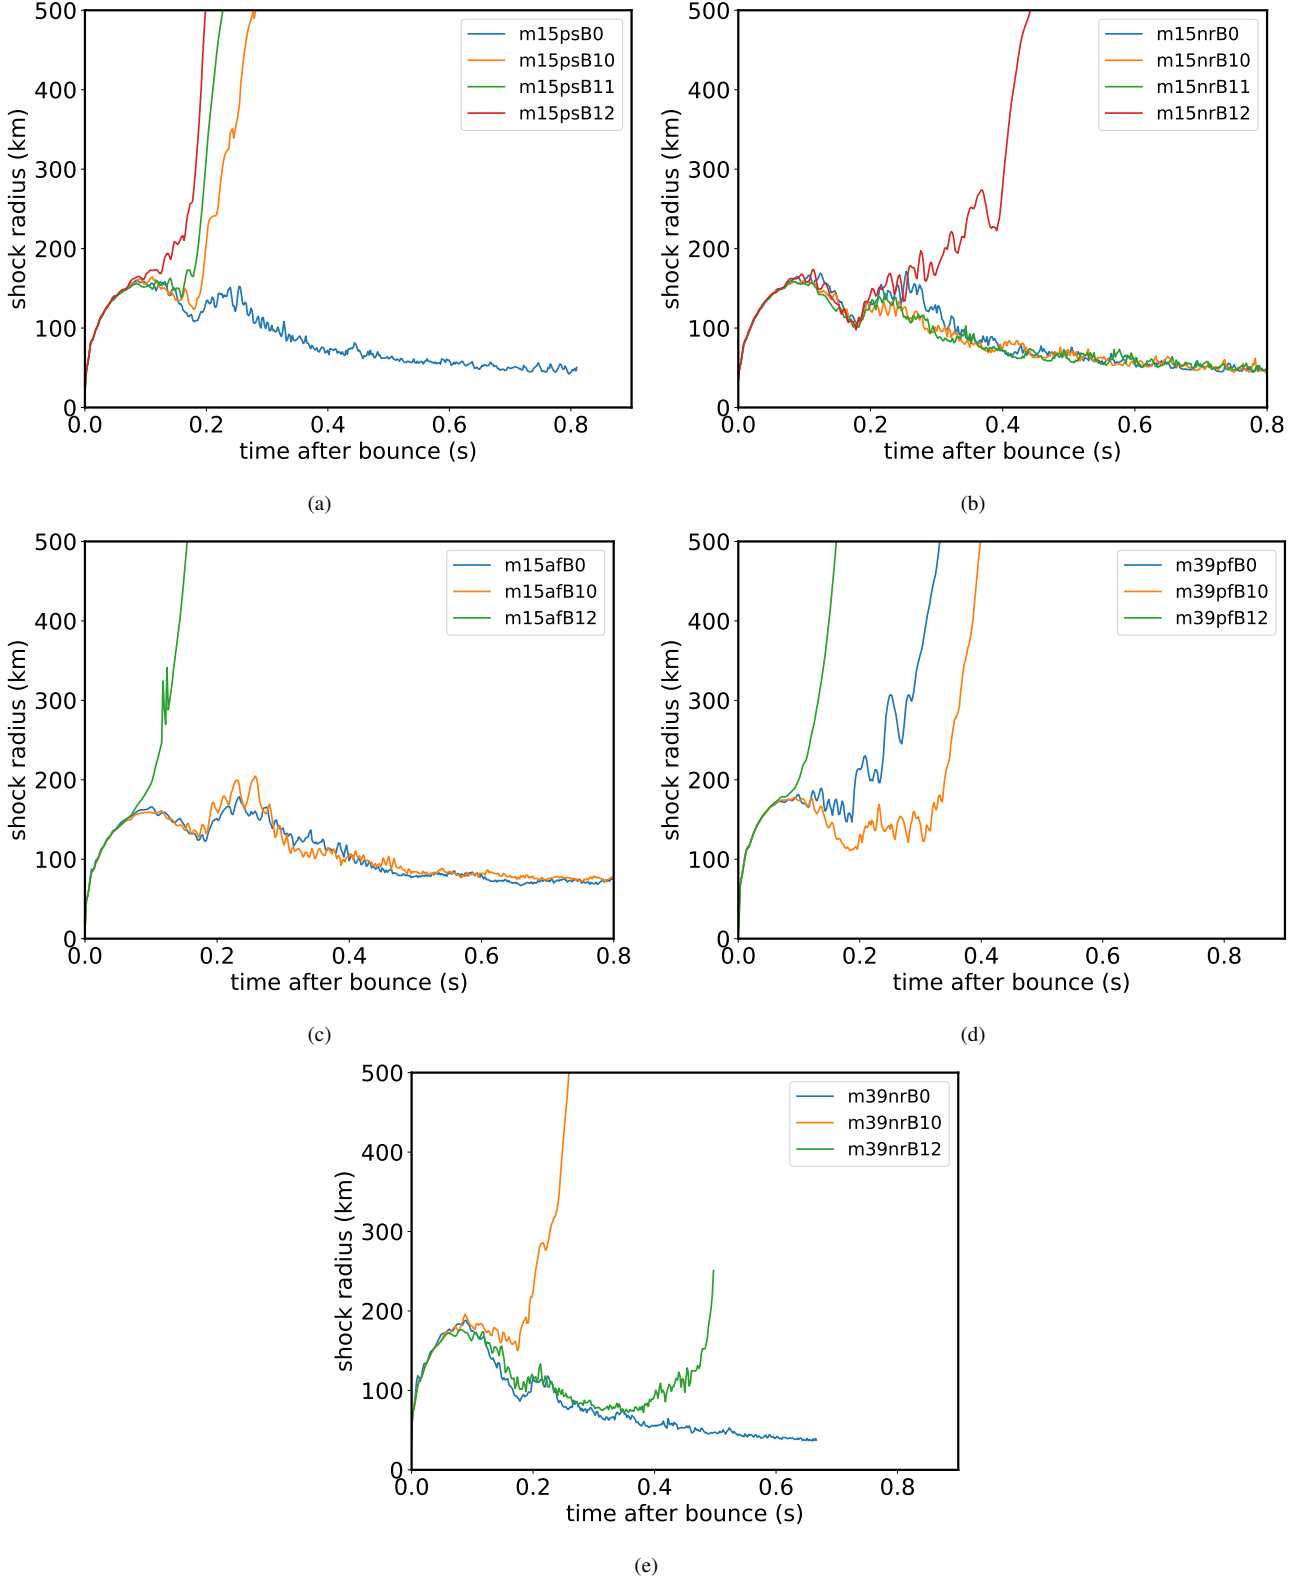 500
400
300
200
100
0
shock radius (km)
m15psB0
m15psB10
m15psB11
m15psB12
0.0 0.2 0.4 0.6 0.8
time after bounce (s)
(a)
500
400
300
200
100
0
shock radius (km)
m15nrB0
m15nrB10
m15nrB11
m15nrB12
0.0 0.2 0.4 0.6 0.8
time after bounce (s)
(b)
500
400
300
200
100
0
shock radius (km)
m15afB0
m15afB10
m15afB12
0.0 0.2 0.4 0.6 0.8
time after bounce (s)
(c)
500
400
300
200
100
0
shock radius (km)
m39pfB0
m39pfB10
m39pfB12
0.0 0.2 0.4 0.6 0.8
time after bounce (s)
(d)
500
400
300
200
100
0
shock radius (km)
m39nrB0
m39nrB10
m39nrB12
0.0 0.2 0.4 0.6 0.8
time after bounce (s)
(e)